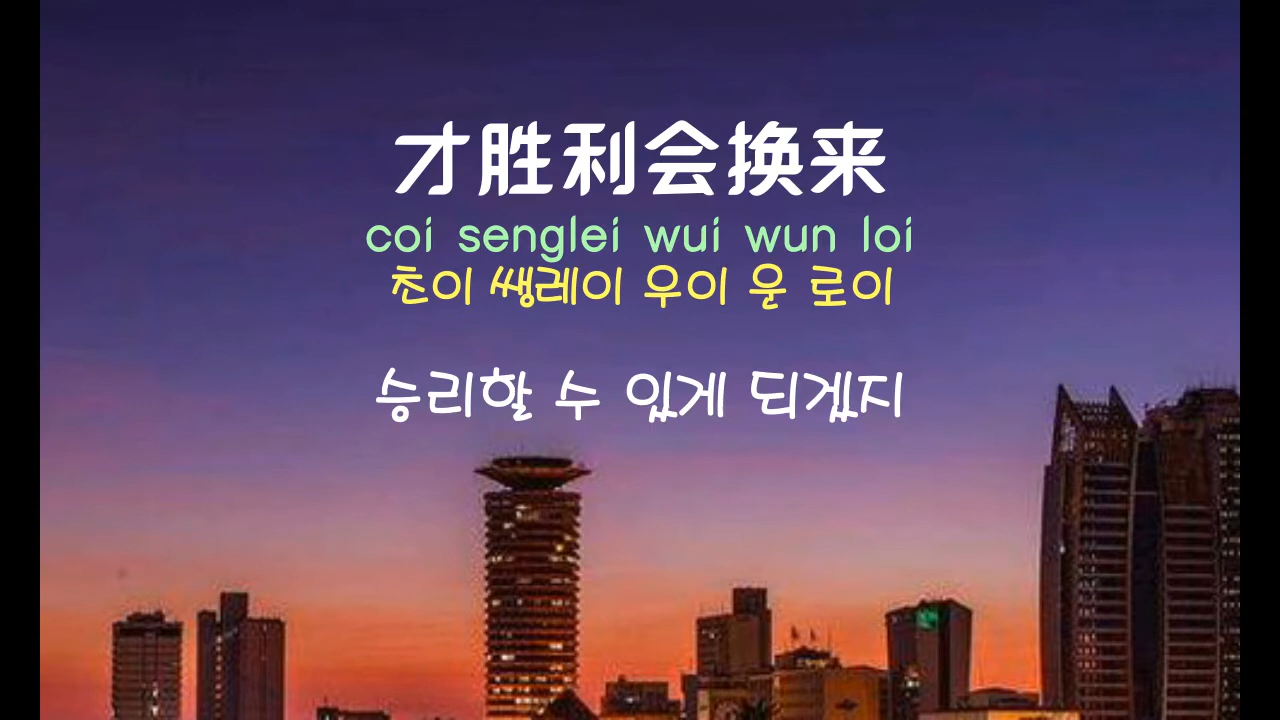 才胜利会换来
coi senglei wui wun loi
초이 쌩레이 우이 운 로이
승리할 수 있게 되겠지